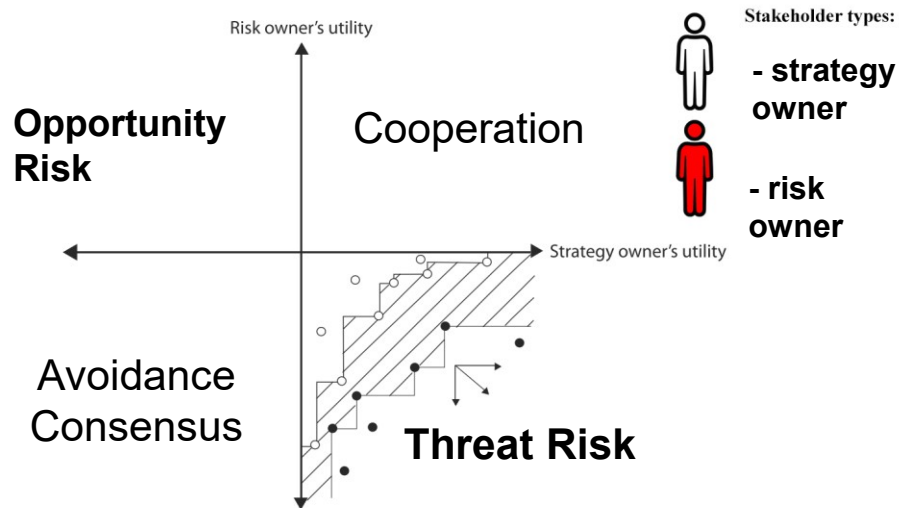 Risk owner's utility
Stakeholder types:
- strategy
owner
Opportunity
Risk
Cooperation
- risk
owner
Strategy owner's utility
Avoidance
Consensus
Threat Risk